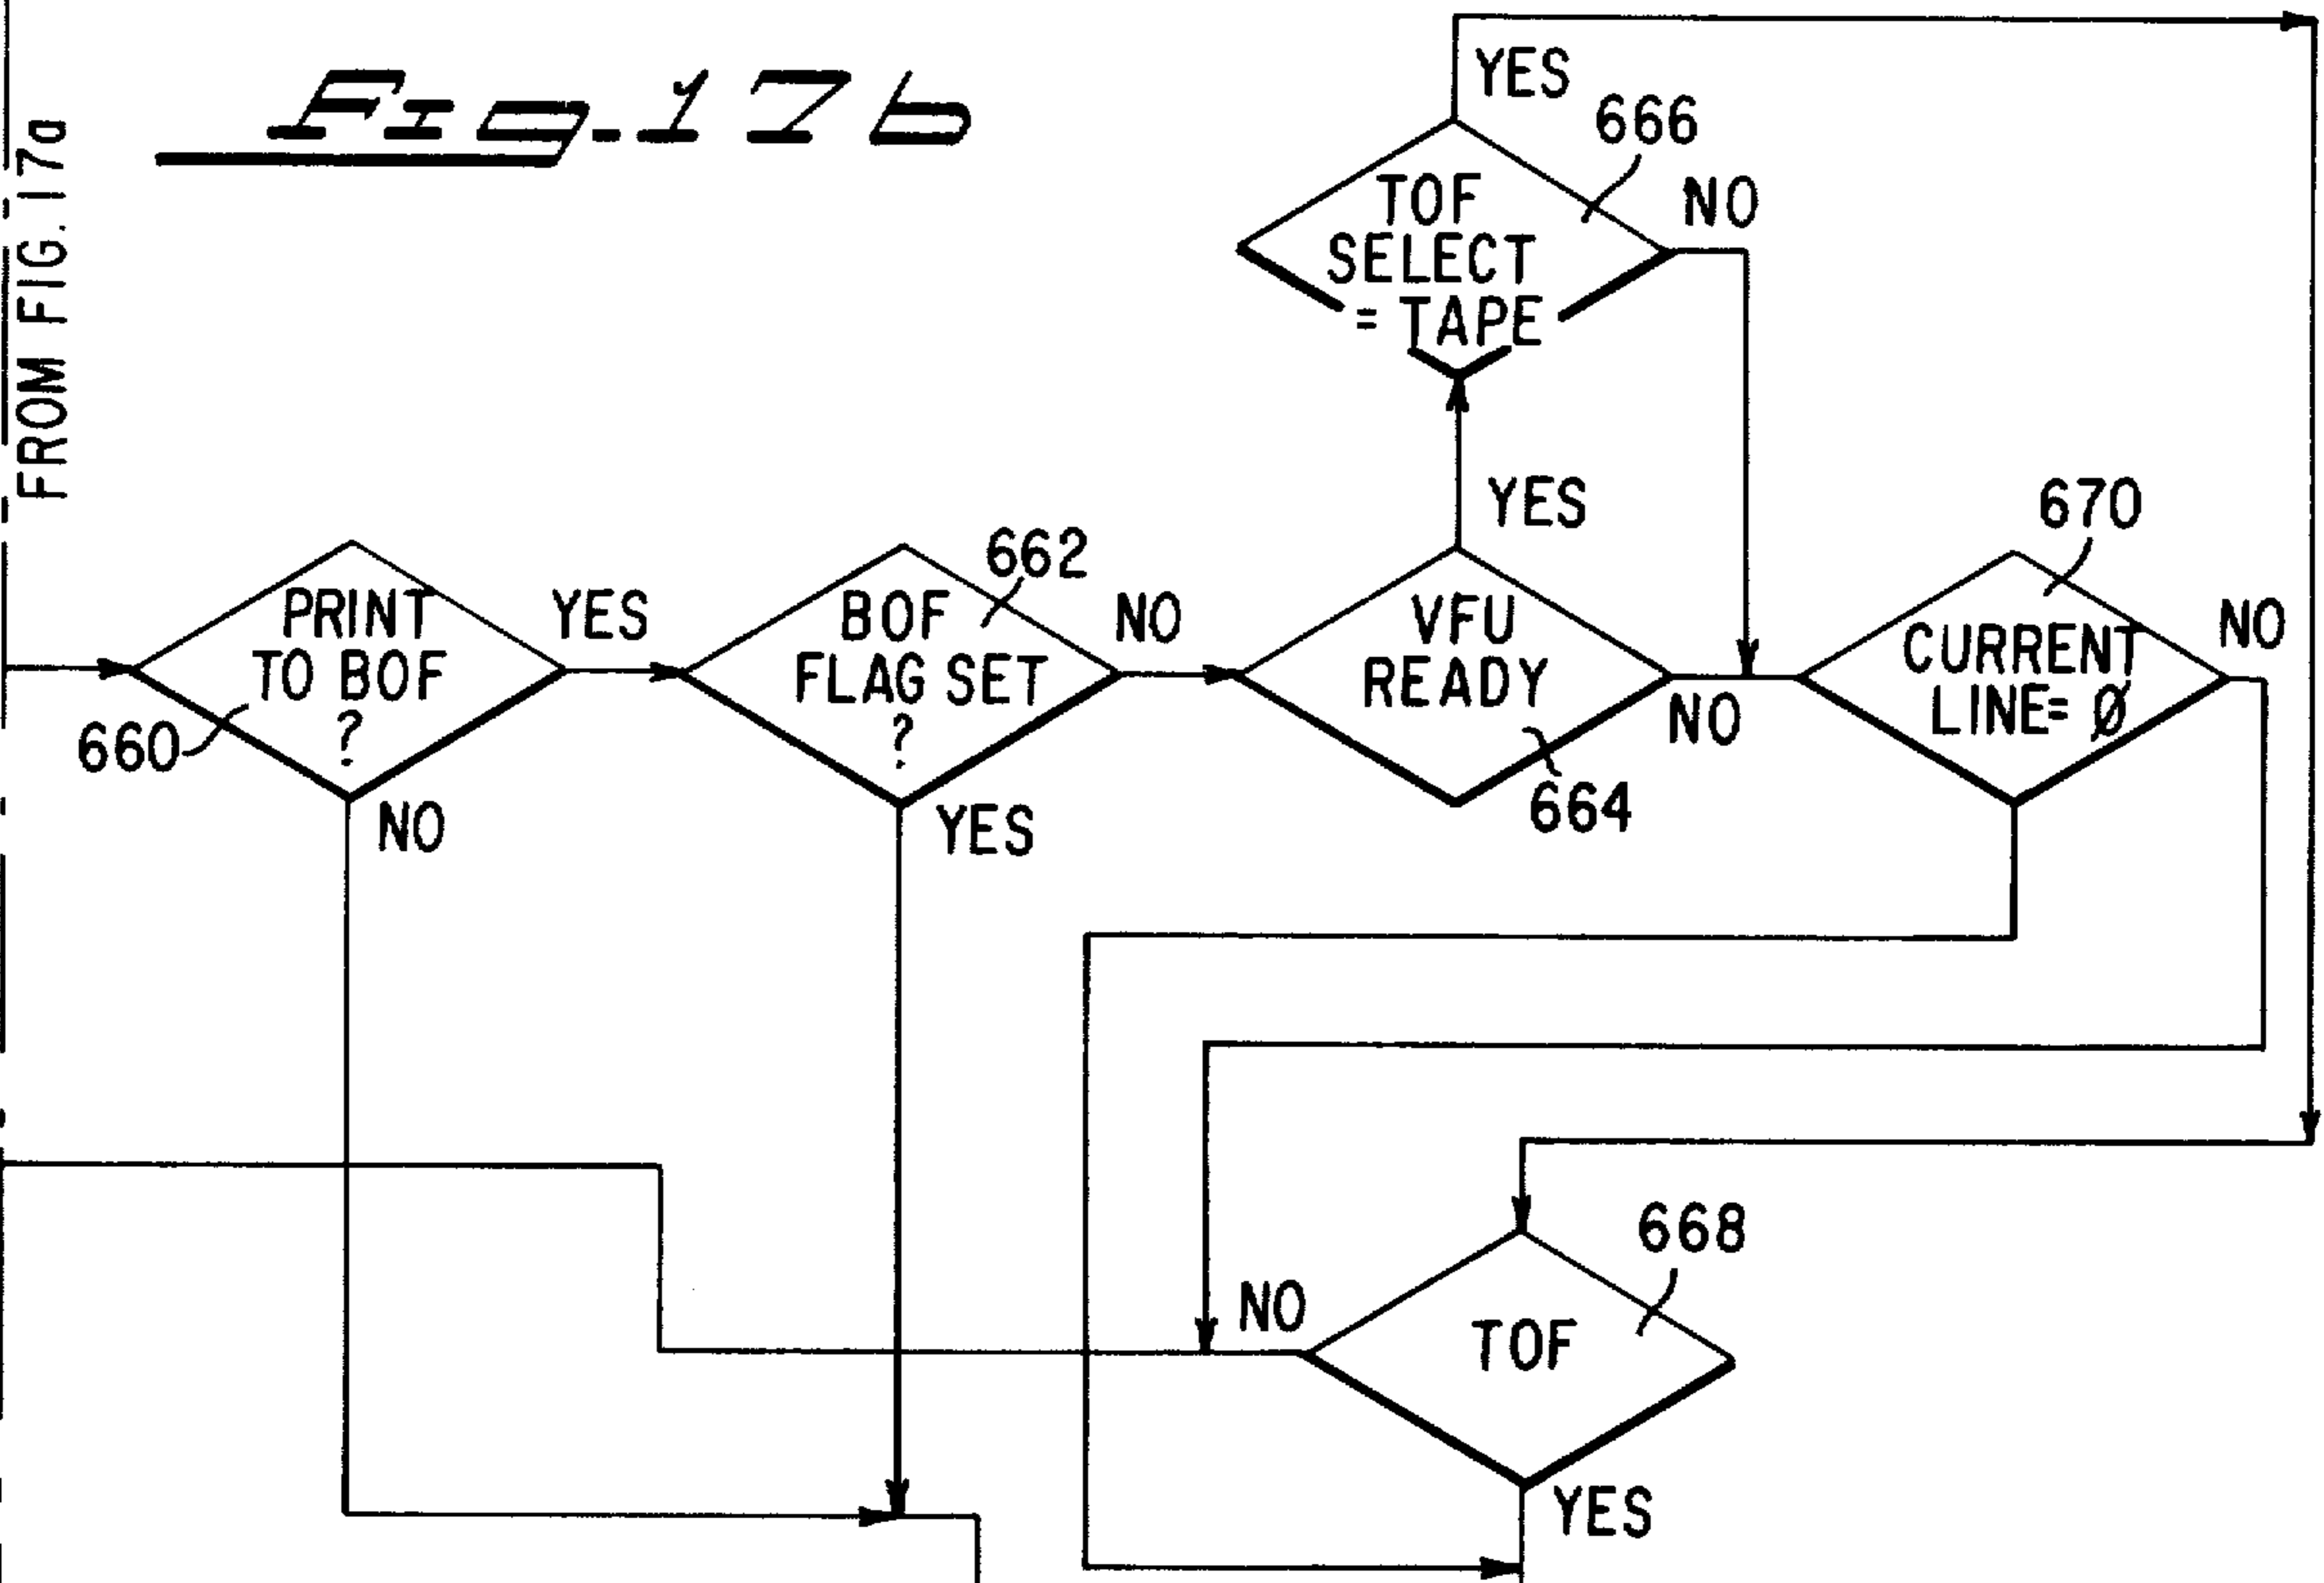 Fig.17b
FROM FIG.17a
YES
666
TOF
SELECT
= TAPE
NO
YES
670
PRINT
TO BOF
?
660
YES
NO
662
BOF
FLAG SET
?
NO
YES
VFU
READY
664
NO
CURRENT
LINE=Ø
NO
668
TOF
NO
YES